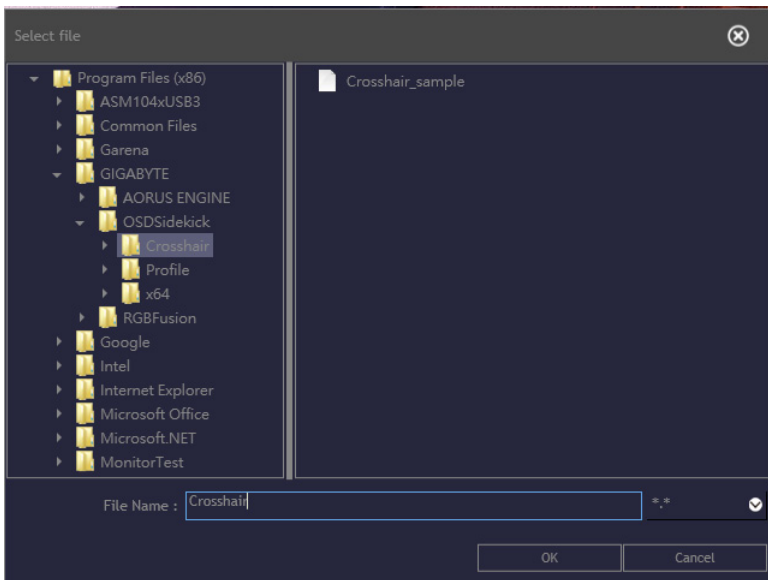 Select file
Program Files (x86)
ASM104xUSB3
Common Files
Garena
GIGABYTE
AORUS ENGINE
OSDSidekick
Crosshair
Profile
x64
RGBFusion
Google
Intel
Internet Explorer
Microsoft Office
Microsoft.NET
MonitorTest
Crosshair_sample
File Name : Crosshair *.*
OK Cancel